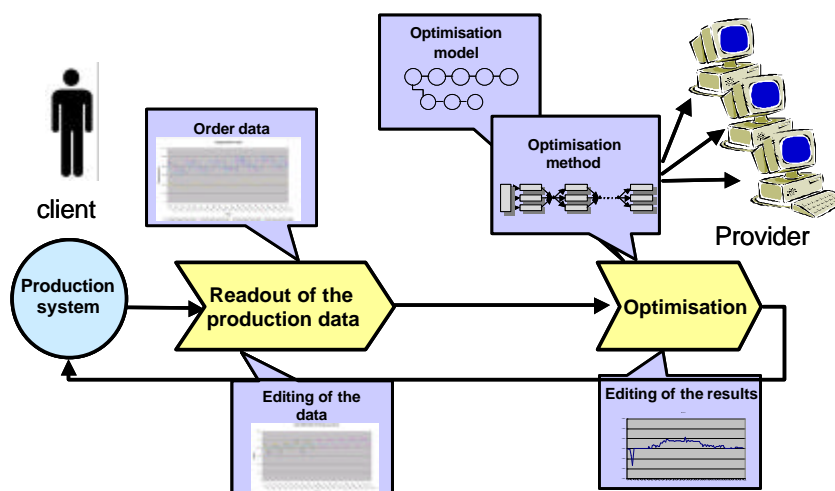 Optimisation
model
Order data
Optimisation
method
client
Provider
Production
system
Readout of the
production data
Optimisation
Editing of the
data
Editing of the results